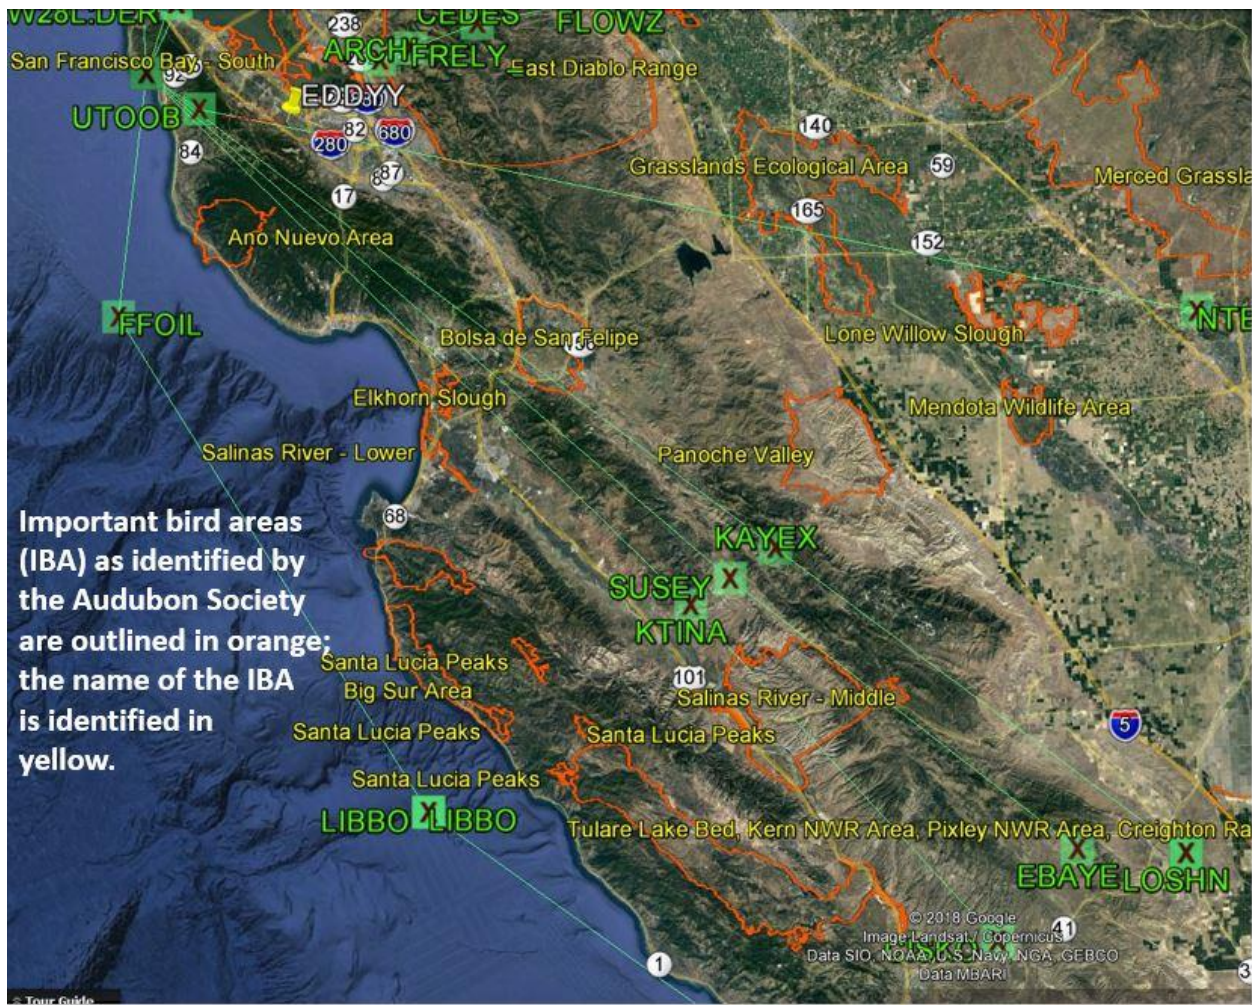 238
CEDES
FLOWZ
ARCH
FRELY
East Diablo Range
San Francisco Bay - South
92
EDDYY
UTOOB
82
280
680
140
84
87
17
Grasslands Ecological Area
59
165
152
Ano Nuevo Area
FFOIL
Bolsa de San Felipe
Lone Willow Slough
Elkhorn Slough
Mendota Wildlife Area
Salinas River - Lower
Panoche Valley
68
Important bird areas
(IBA) as identified by
the Audubon Society
are outlined in orange;
the name of the IBA
is identified in
yellow.
KAYEX
SUSEY
KTINA
Santa Lucia Peaks
101
Big Sur Area
Salinas River - Middle
Santa Lucia Peaks
Santa Lucia Peaks
5
Santa Lucia Peaks
LIBBO
LIBBO
Tulare Lake Bed, Kern NWR Area, Pixley NWR Area, Creighton Ra
EBAYE
LOSHN
© 2018 Google
41
Image Landsat / Copernicus
Data SIO, NOAA, U.S. Navy, NGA, GEBCO
Data MBARI
1
Tour Guide